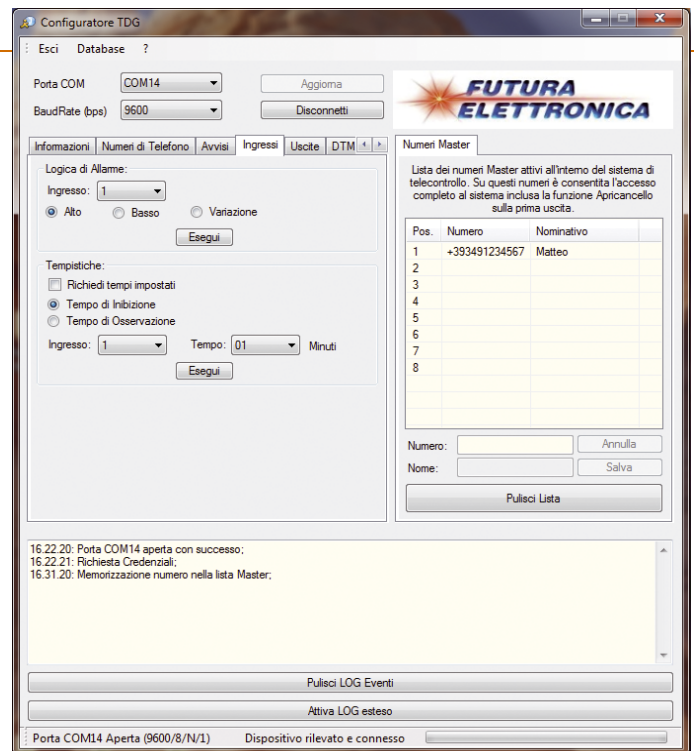 Configuratore TDG
Esci Database ?
Porta COM COM14 Aggiorna
BaudRate (bps) 9600 Disconnetti
FUTURA
ELETTRONICA
Informazioni Numeri di Telefono Avvisi Ingressi Uscite DTM
Logica di Allarme:
Ingresso: 1
Alto Basso Variazione
Esegui
Tempistiche:
Richiedi tempi impostati
Tempo di Inibizione
Tempo di Osservazione
Ingresso: 1 Tempo: 01 Minuti
Esegui
Numeri Master
Lista dei numeri Master attivi all'interno del sistema di
telecontrollo. Su questi numeri è consentita l'accesso
completo al sistema inclusa la funzione Apricancello
sulla prima uscita.
Pos. Numero Nominativo
1 +393491234567 Matteo
2
3
4
5
6
7
8
Numero: Annulla
Nome: Salva
Pulisci Lista
16.22.20: Porta COM14 aperta con successo;
16.22.21: Richiesta Credenziali;
16.31.20: Memorizzazione numero nella lista Master;
Pulisci LOG Eventi
Attiva LOG esteso
Porta COM14 Aperta (9600/8/N/1) Dispositivo rilevato e connesso